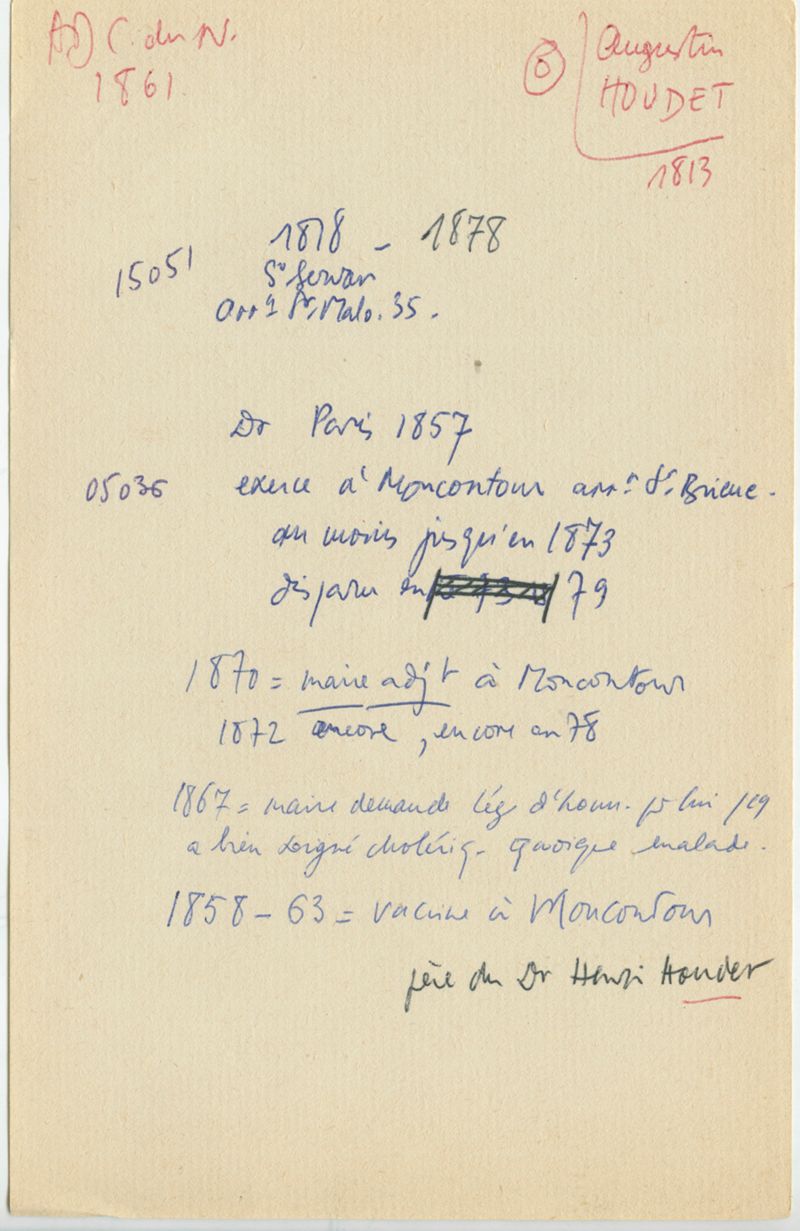 AD C. du N.
1861
⑥ Augustin
HOUDET
1813
1818 - 1878
15051
St Servan
arrt St. Malo. 35.
Dr Paris 1857
05036 exerce à Moncontour arrt St. Brieuc.
au moins jusqu'en 1873
disparu en 79
1870 = maire adjt à Moncontour
1872 encore, encore en 78
1867 = maire demande Lég. d'honn. pr lui
a bien soigné cholériq. quoique malade.
1858 - 63 = vaccine à Moncontour
père du Dr Henri Houdet